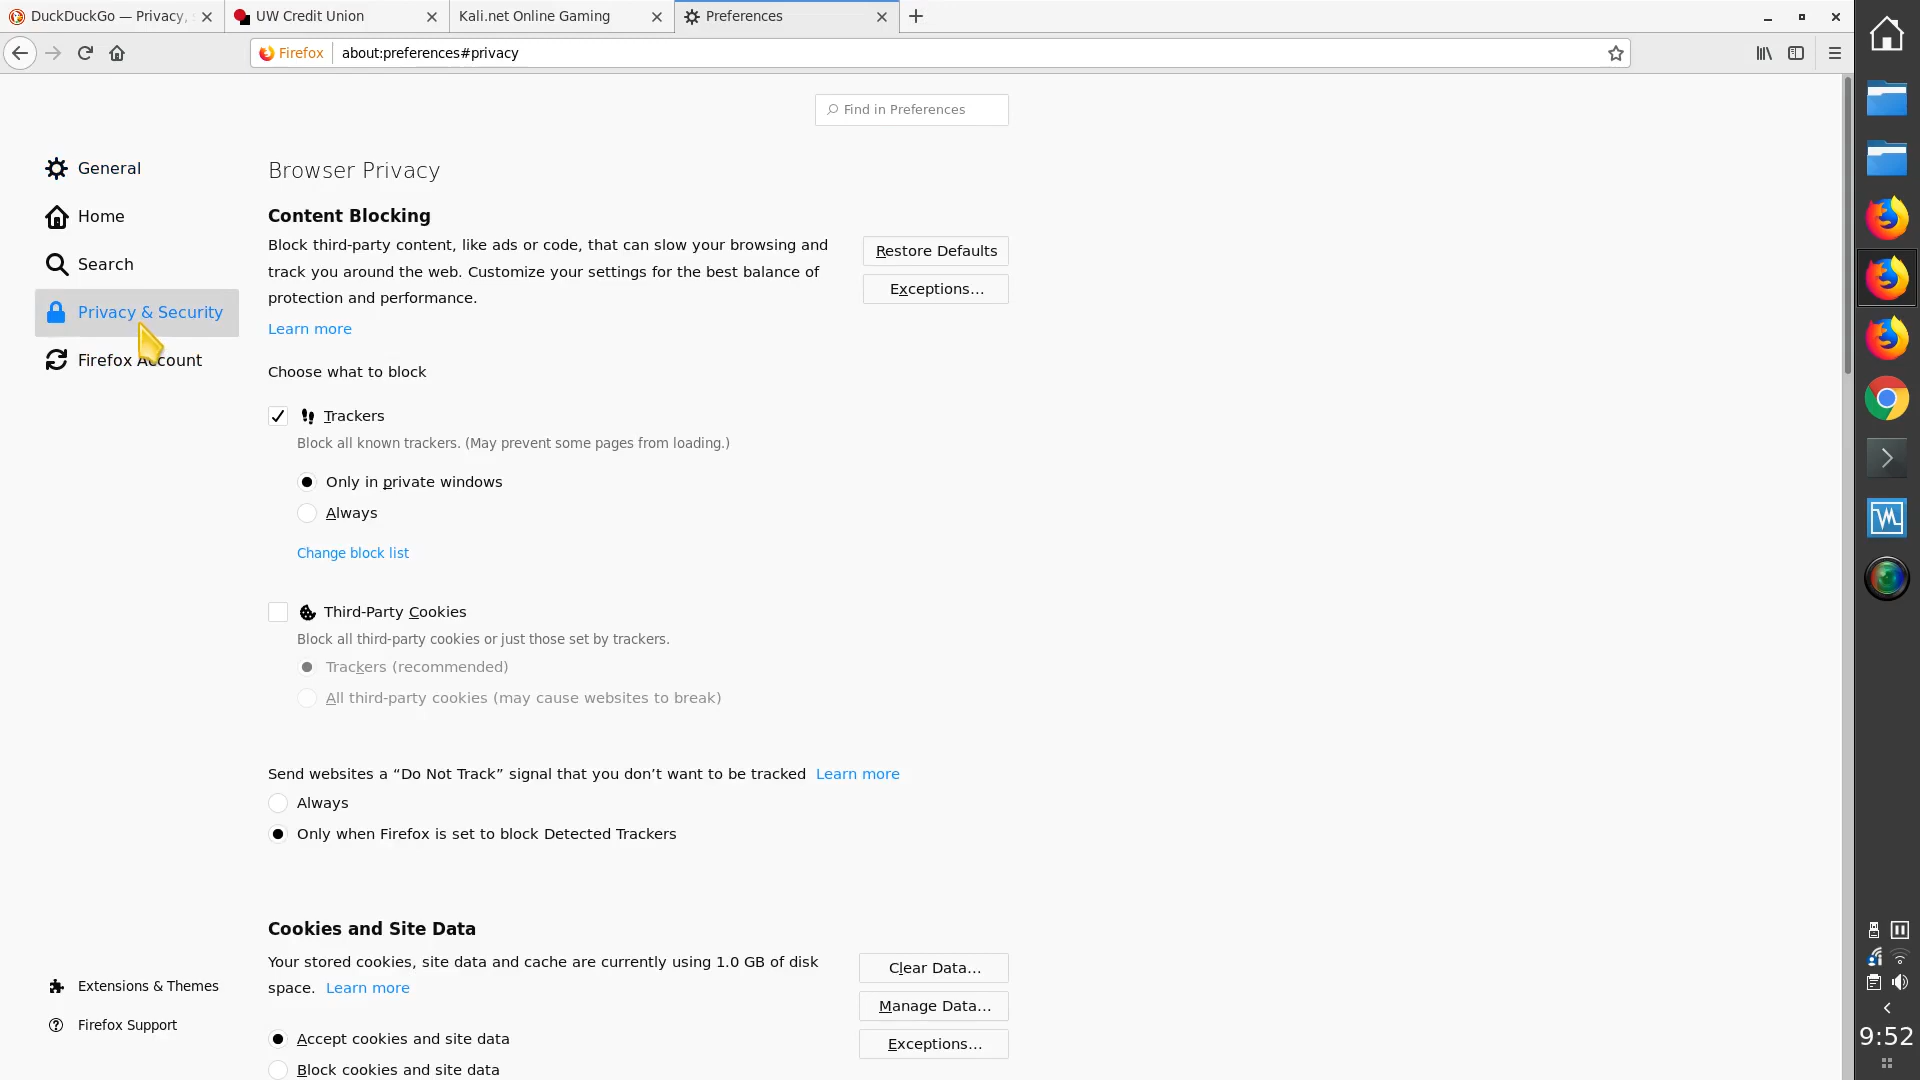 DuckDuckGo — Privacy,
UW Credit Union
Kali.net Online Gaming
Preferences
Firefox
about:preferences#privacy
Find in Preferences
General
Home
Search
Privacy & Security
Firefox Account
Browser Privacy
Content Blocking
Block third-party content, like ads or code, that can slow your browsing and
track you around the web. Customize your settings for the best balance of
protection and performance.
Learn more
Restore Defaults
Exceptions…
Choose what to block
Trackers
Block all known trackers. (May prevent some pages from loading.)
Only in private windows
Always
Change block list
Third-Party Cookies
Block all third-party cookies or just those set by trackers.
Trackers (recommended)
All third-party cookies (may cause websites to break)
Send websites a “Do Not Track” signal that you don’t want to be tracked Learn more
Always
Only when Firefox is set to block Detected Trackers
Cookies and Site Data
Your stored cookies, site data and cache are currently using 1.0 GB of disk
space. Learn more
Clear Data…
Manage Data…
Exceptions…
Accept cookies and site data
Block cookies and site data
Extensions & Themes
Firefox Support
9:52